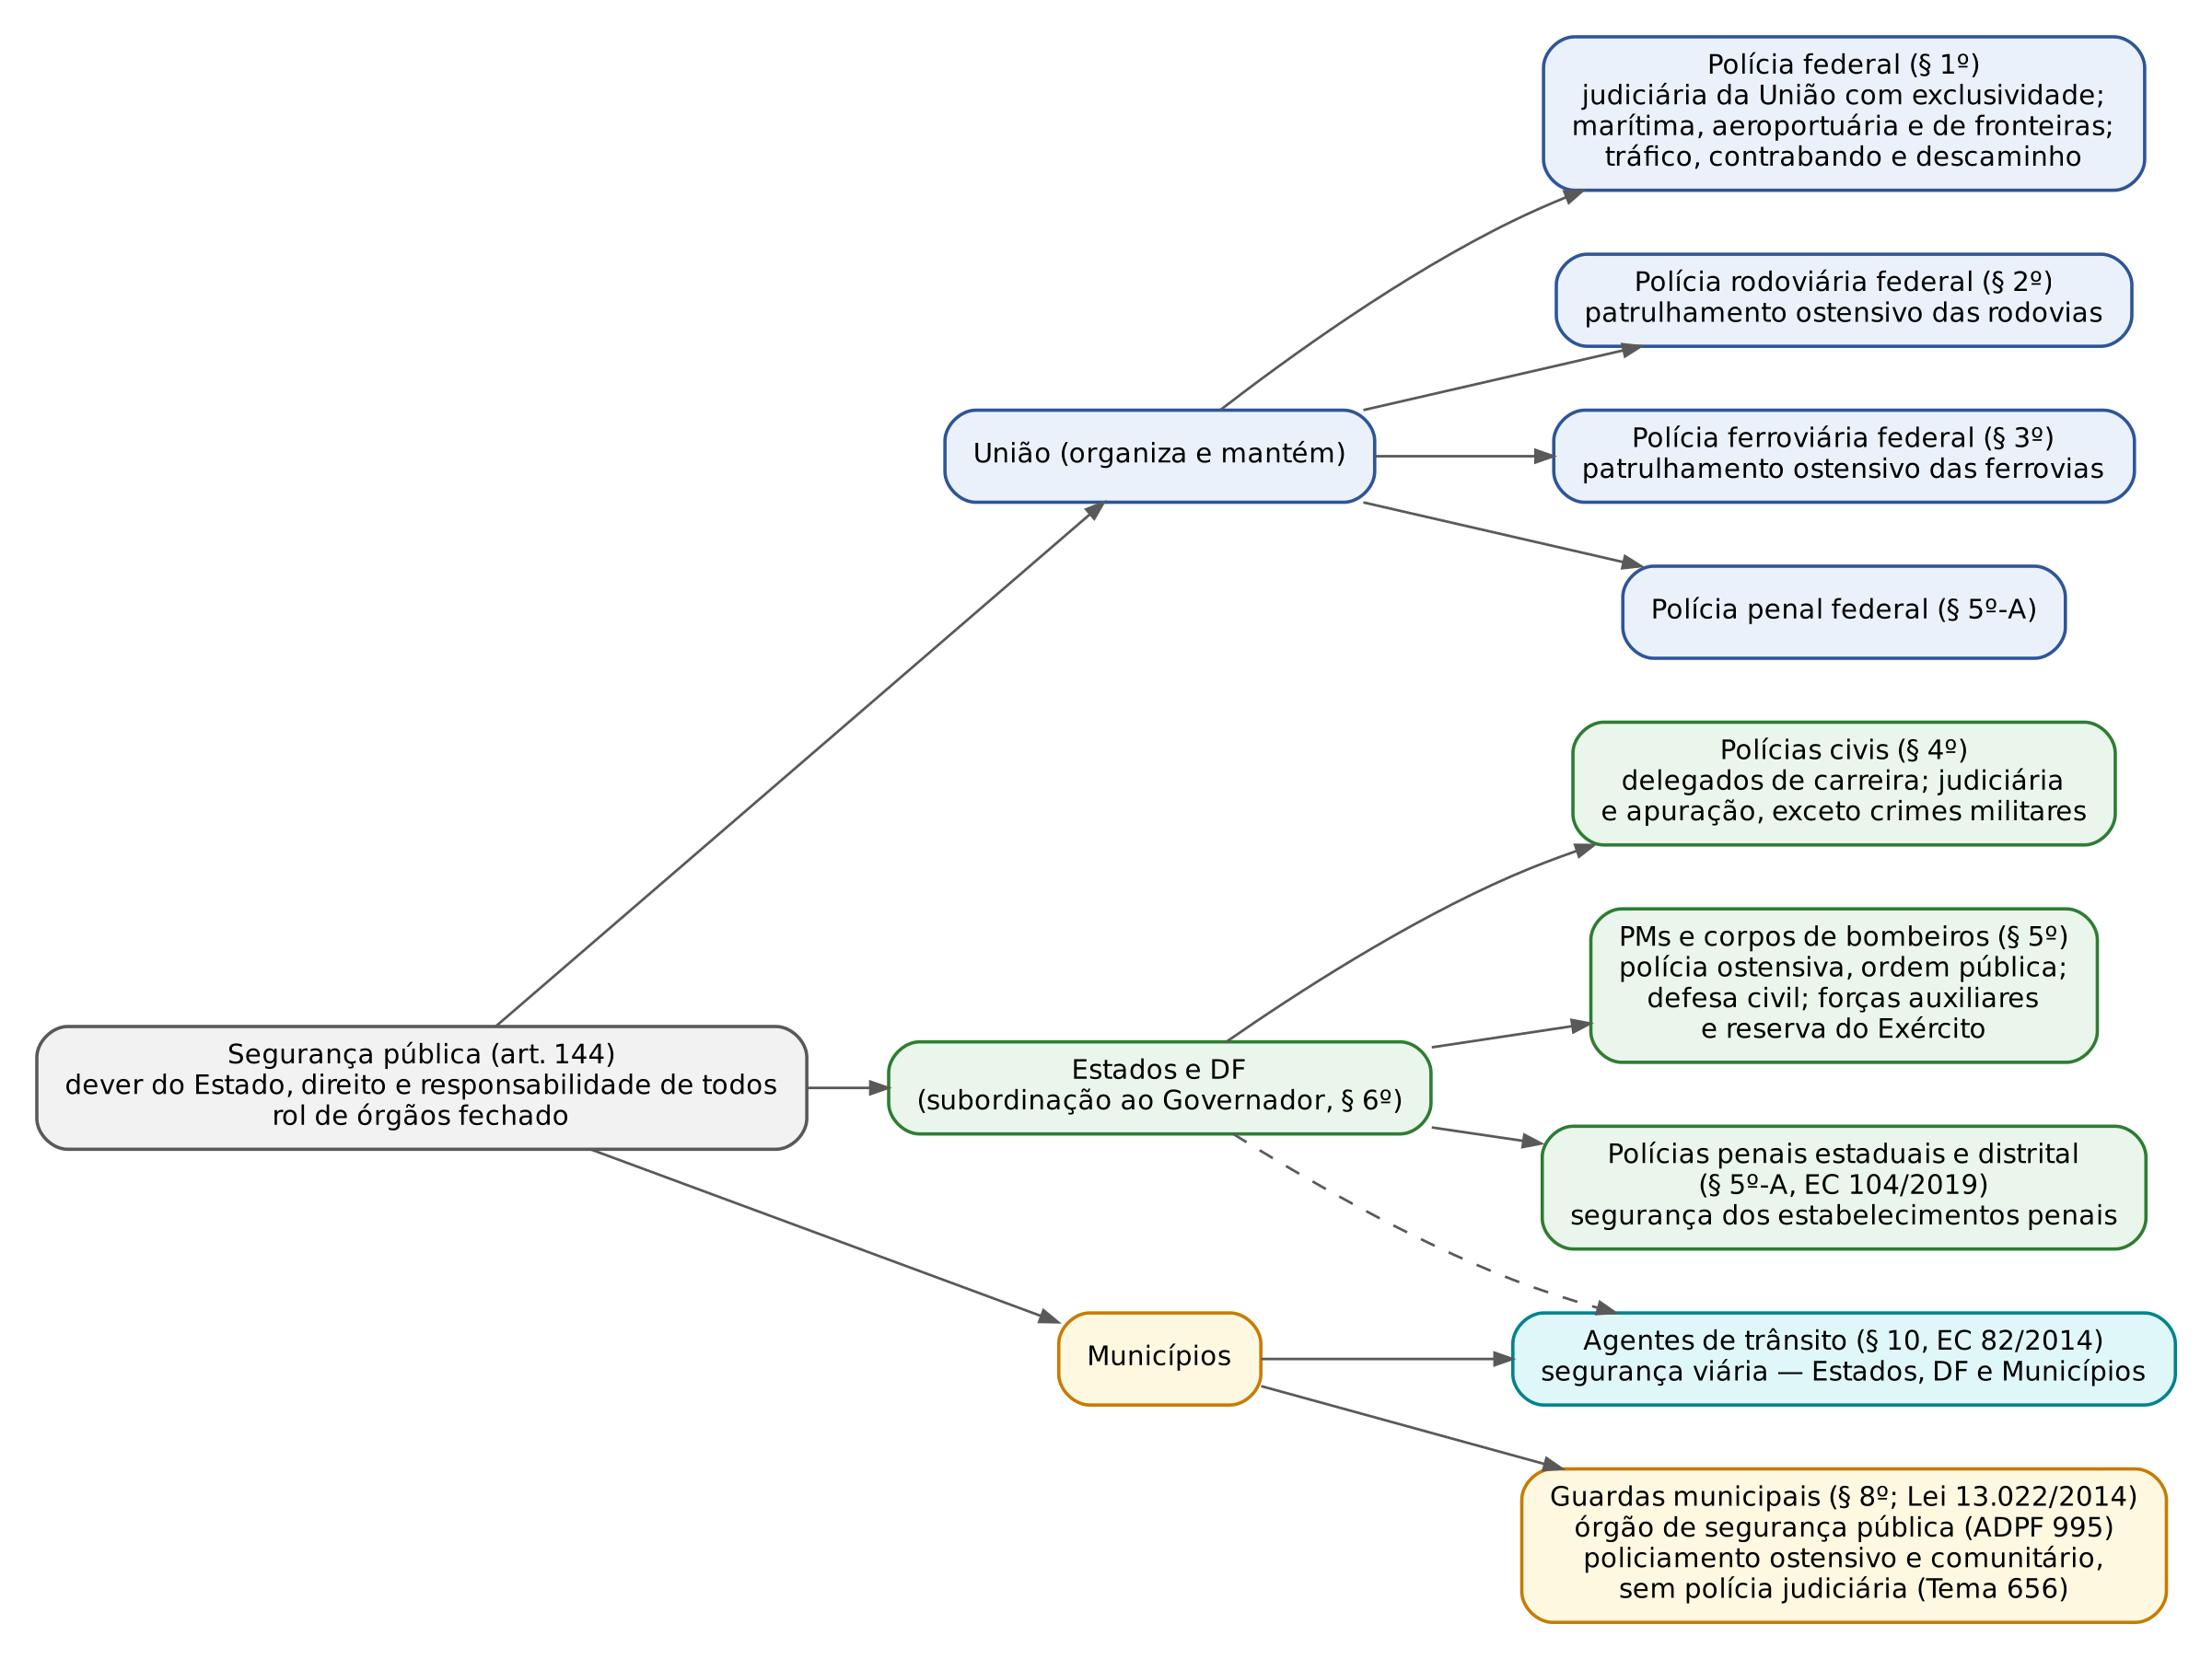 Segurança pública (art. 144)
dever do Estado, direito e responsabilidade de todos
rol de órgãos fechado
União (organiza e mantém)
Polícia federal (§ 1º)
judiciária da União com exclusividade;
marítima, aeroportuária e de fronteiras;
tráfico, contrabando e descaminho
Polícia rodoviária federal (§ 2º)
patrulhamento ostensivo das rodovias
Polícia ferroviária federal (§ 3º)
patrulhamento ostensivo das ferrovias
Polícia penal federal (§ 5º-A)
Estados e DF
(subordinação ao Governador, § 6º)
Polícias civis (§ 4º)
delegados de carreira; judiciária
e apuração, exceto crimes militares
PMs e corpos de bombeiros (§ 5º)
polícia ostensiva, ordem pública;
defesa civil; forças auxiliares
e reserva do Exército
Polícias penais estaduais e distrital
(§ 5º-A, EC 104/2019)
segurança dos estabelecimentos penais
Municípios
Agentes de trânsito (§ 10, EC 82/2014)
segurança viária — Estados, DF e Municípios
Guardas municipais (§ 8º; Lei 13.022/2014)
órgão de segurança pública (ADPF 995)
policiamento ostensivo e comunitário,
sem polícia judiciária (Tema 656)